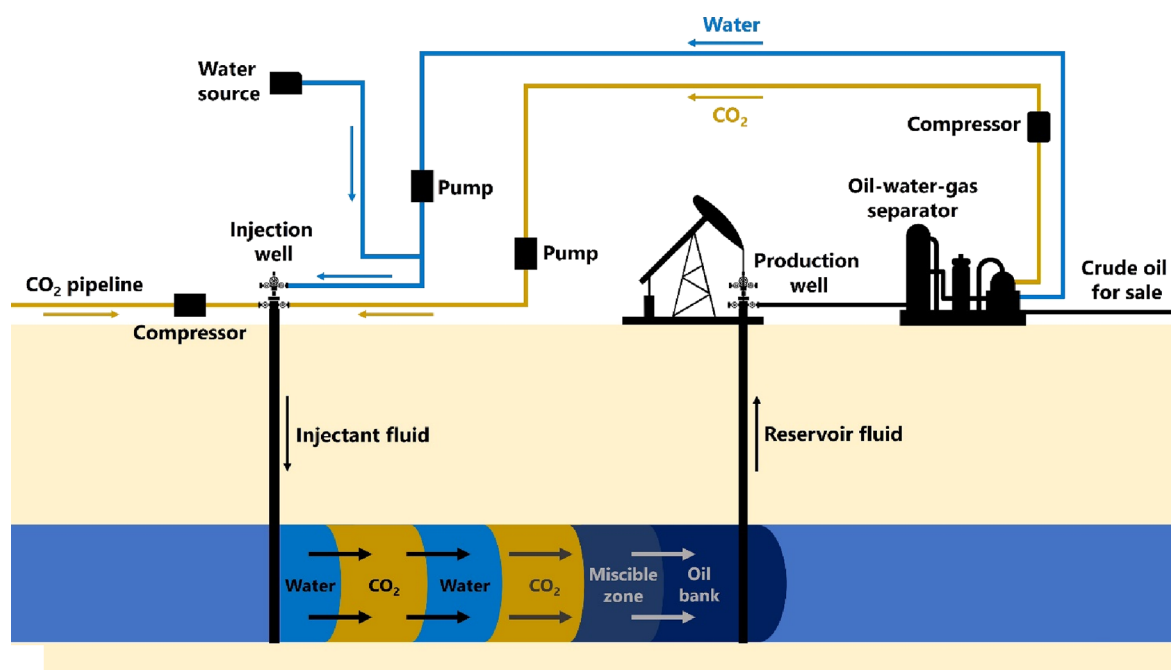 Water
Water
source
CO₂
Compressor
Pump
Oil-water-gas
separator
Injection
well
Pump
Production
well
CO₂ pipeline
Crude oil
for sale
Compressor
Injectant fluid
Reservoir fluid
Water
CO₂
Water
CO₂
Miscible
zone
Oil
bank